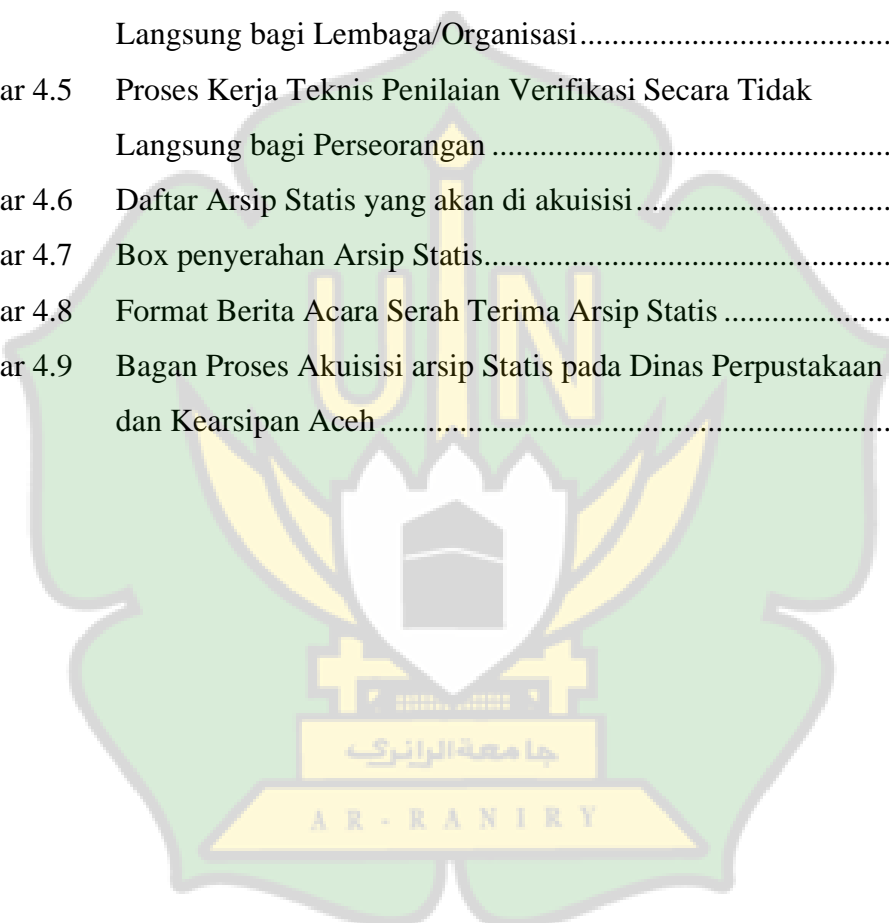 Langsung bagi Lembaga/Organisasi........................................
ar 4.5 Proses Kerja Teknis Penilaian Verifikasi Secara Tidak
Langsung bagi Perseorangan ........................................
ar 4.6 Daftar Arsip Statis yang akan di akuisisi........................................
ar 4.7 Box penyerahan Arsip Statis........................................
ar 4.8 Format Berita Acara Serah Terima Arsip Statis ........................................
ar 4.9 Bagan Proses Akuisisi arsip Statis pada Dinas Perpustakaan
dan Kearsipan Aceh........................................
UIN
جامعة الرانري
AR-RANIRY